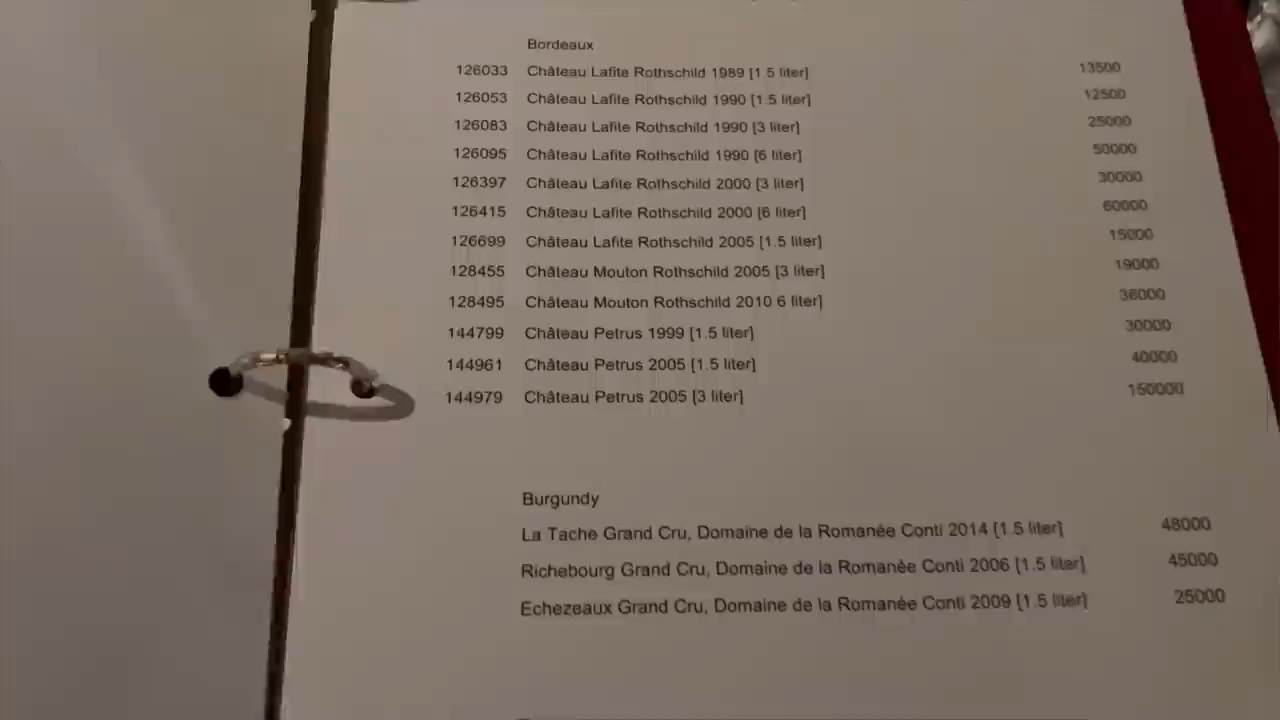 Bordeaux
126033 Château Lafite Rothschild 1989 [1.5 liter] 13500
126053 Château Lafite Rothschild 1990 [1.5 liter] 12500
126083 Château Lafite Rothschild 1990 [3 liter] 25000
126095 Château Lafite Rothschild 1990 [6 liter] 50000
126397 Château Lafite Rothschild 2000 [3 liter] 30000
126415 Château Lafite Rothschild 2000 [6 liter] 60000
126699 Château Lafite Rothschild 2005 [1.5 liter] 15000
128455 Château Mouton Rothschild 2005 [3 liter] 19000
128495 Château Mouton Rothschild 2010 6 liter] 36000
144799 Château Petrus 1999 [1.5 liter] 30000
144961 Château Petrus 2005 [1.5 liter] 40000
144979 Château Petrus 2005 [3 liter] 150000
Burgundy
La Tache Grand Cru, Domaine de la Romanée Conti 2014 [1.5 liter] 48000
Richebourg Grand Cru, Domaine de la Romanée Conti 2006 [1.5 liter] 45000
Echezeaux Grand Cru, Domaine de la Romanée Conti 2009 [1.5 liter] 25000